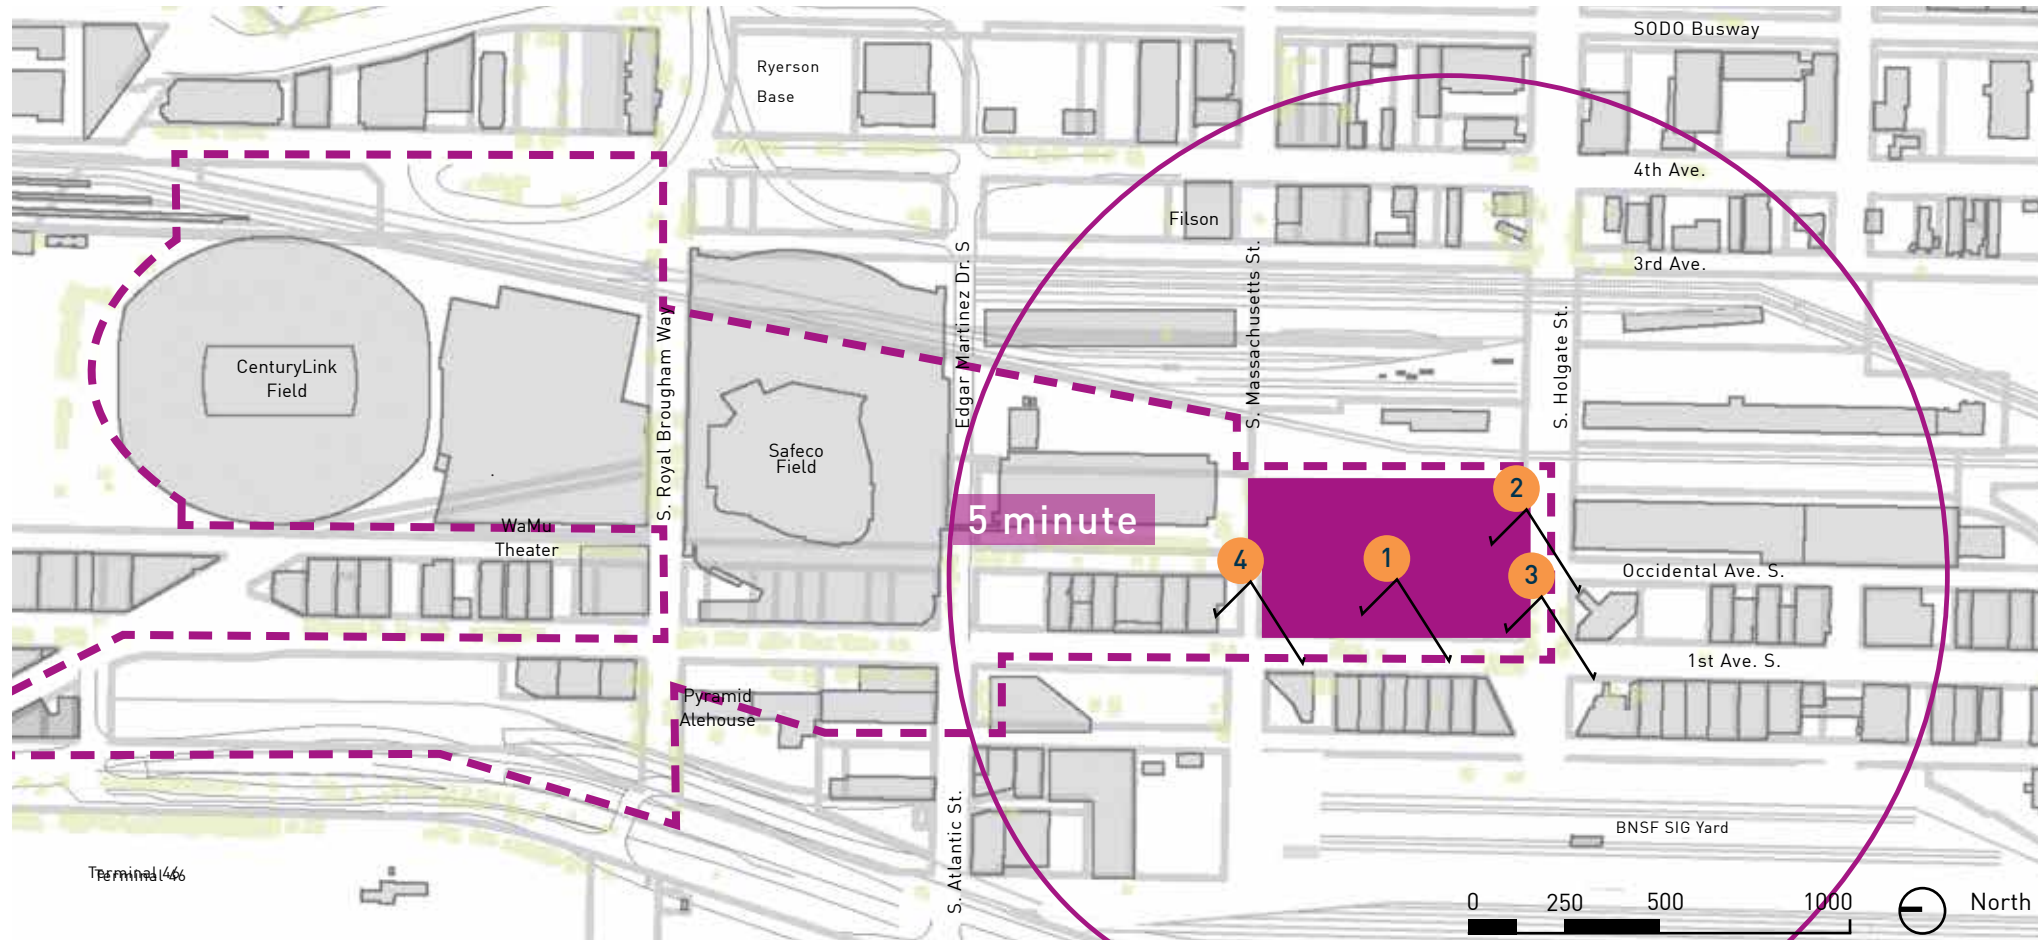 SODO Busway
Ryerson
Base
4th Ave.
Filson
3rd Ave.
S. Royal Brougham Way
Edgar Martinez Dr. S
S. Massachusetts St.
S. Holgate St.
CenturyLink
Field
Safeco
Field
WaMu
Theater
5 minute
2
4
1
3
Occidental Ave. S.
1st Ave. S.
Pyramid
Alehouse
S. Atlantic St.
BNSF SIG Yard
Terminal 46
Terminal 46
0 250 500 1000
North